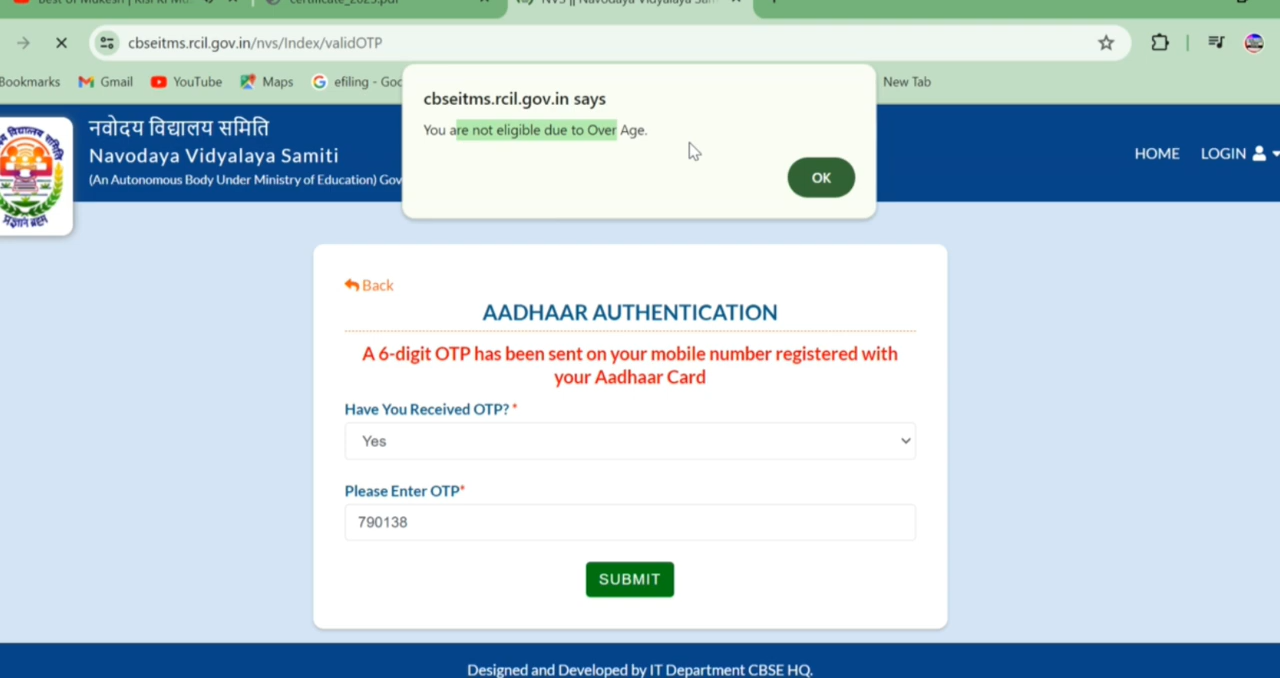 certificate_2025.pdf
cbseitms.rcil.gov.in/nvs/Index/validOTP
Bookmarks Gmail YouTube Maps efiling - Goo New Tab
cbseitms.rcil.gov.in says
You are not eligible due to Over Age.
OK
नवोदय विद्यालय समिति
Navodaya Vidyalaya Samiti
(An Autonomous Body Under Ministry of Education) Gov
HOME LOGIN
Back
AADHAAR AUTHENTICATION
A 6-digit OTP has been sent on your mobile number registered with
your Aadhaar Card
Have You Received OTP? *
Yes
Please Enter OTP*
790138
SUBMIT
Designed and Developed by IT Department CBSE HQ.